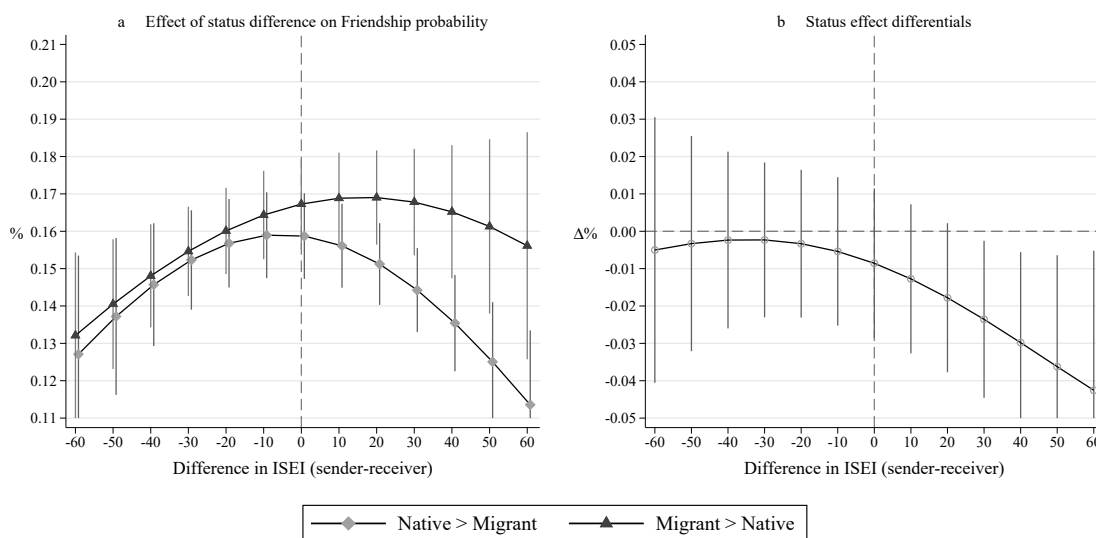 a Effect of status difference on Friendship probability
0.21
0.20
0.19
0.18
0.17
%
0.16
0.15
0.14
0.13
0.12
0.11
-60 -50 -40 -30 -20 -10 0 10 20 30 40 50 60
Difference in ISEI (sender-receiver)
b Status effect differentials
0.05
0.04
0.03
0.02
0.01
Δ%
0.00
-0.01
-0.02
-0.03
-0.04
-0.05
-60 -50 -40 -30 -20 -10 0 10 20 30 40 50 60
Difference in ISEI (sender-receiver)
Native > Migrant Migrant > Native